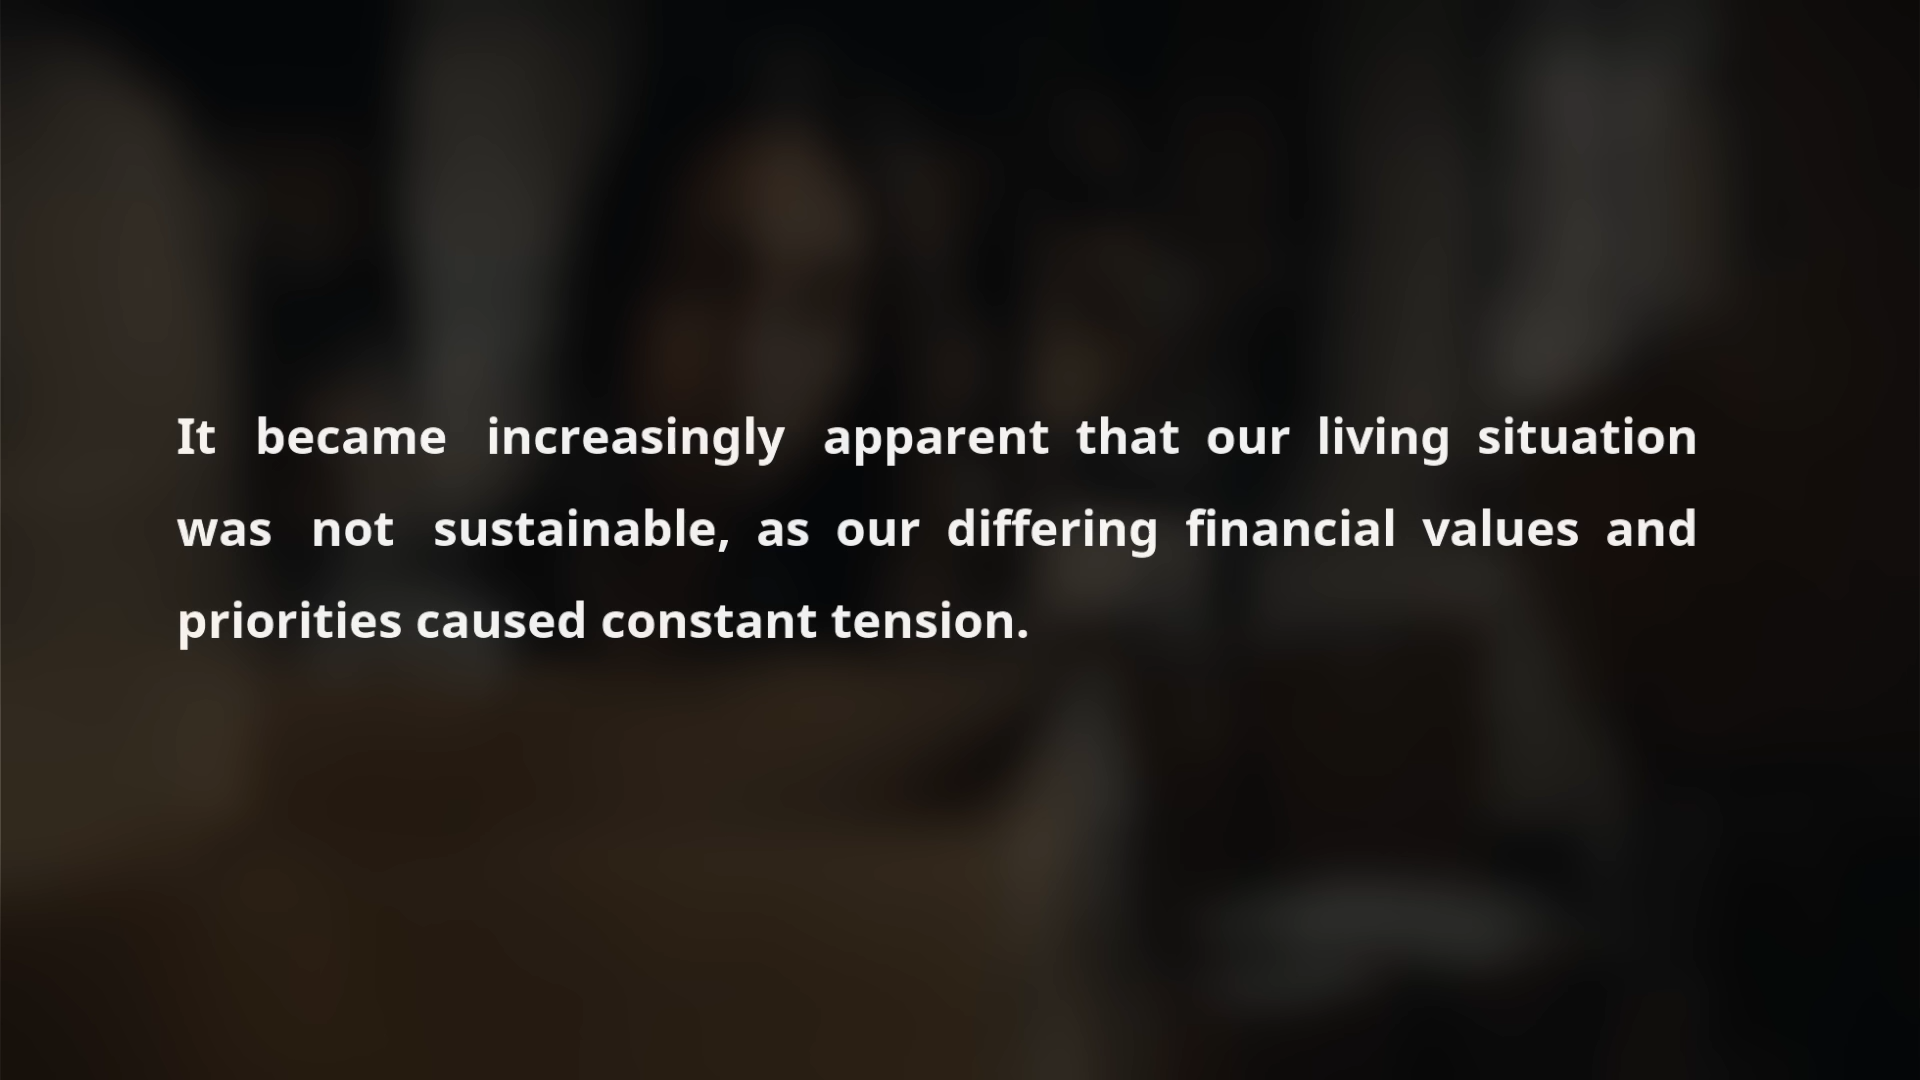 It became increasingly apparent that our living situation
was not sustainable, as our differing financial values and
priorities caused constant tension.